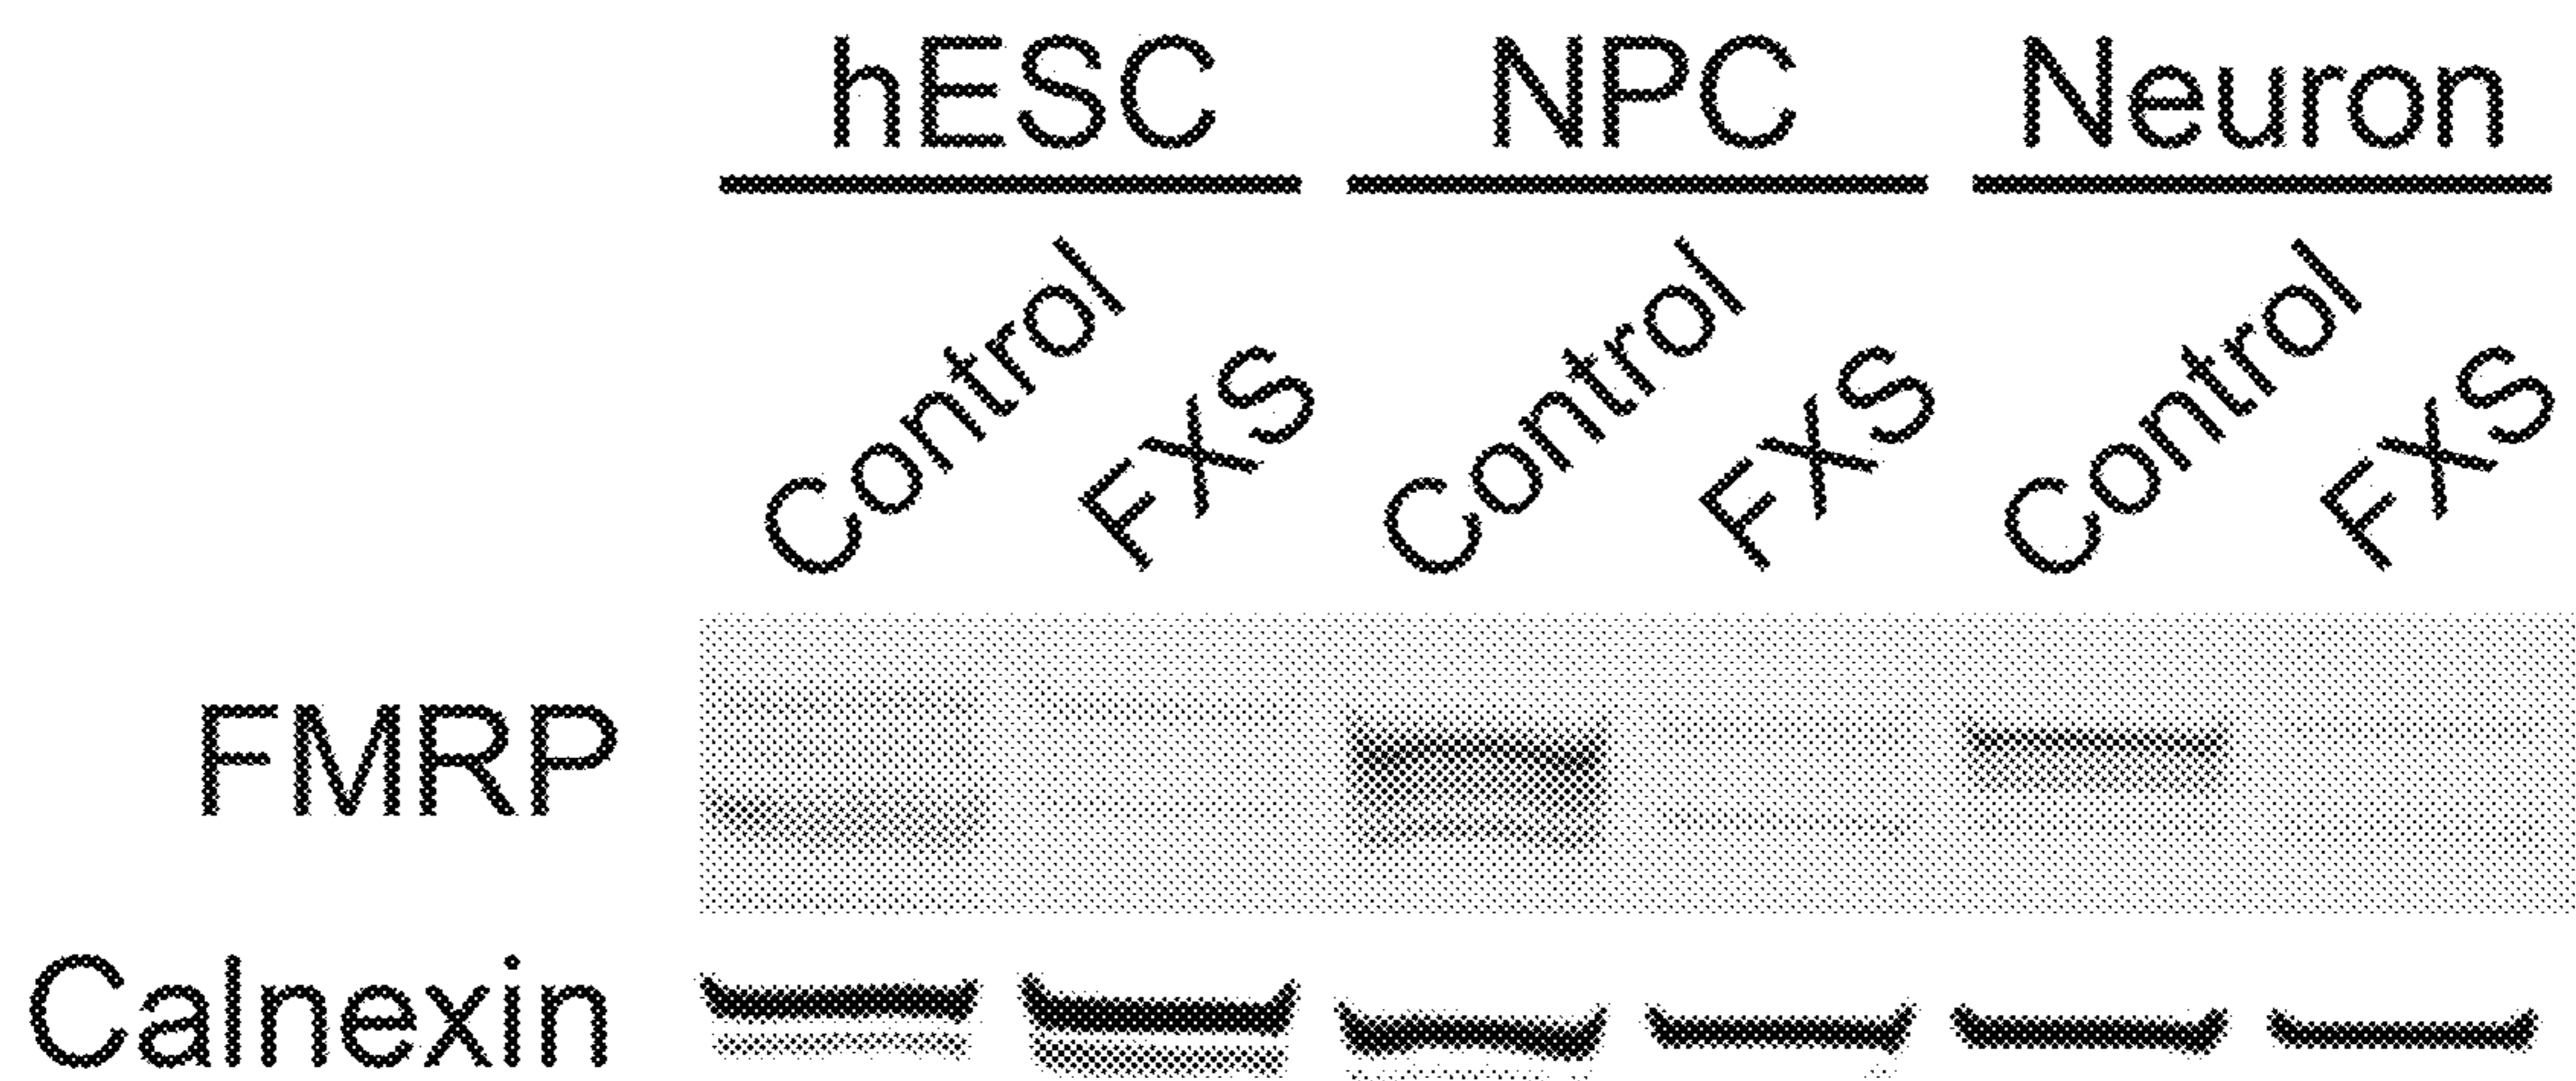 hESC NPC Neuron
Control FXS Control FXS Control FXS
FMRP
Calnexin